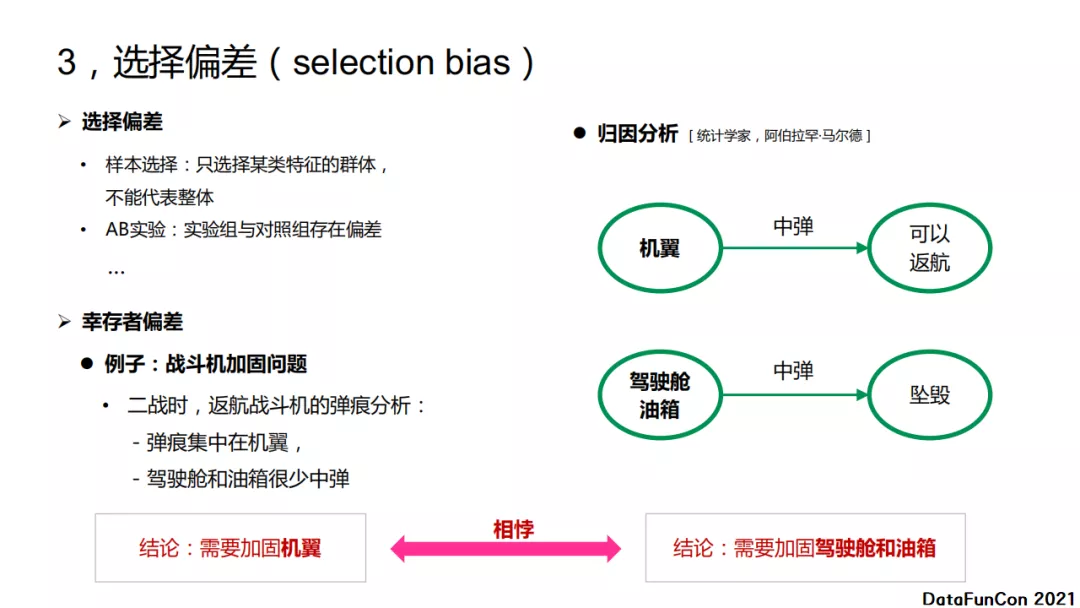 3，选择偏差（selection bias）
➢ 选择偏差
• 样本选择：只选择某类特征的群体，
不能代表整体
• AB实验：实验组与对照组存在偏差
…
➢ 幸存者偏差
● 例子：战斗机加固问题
• 二战时，返航战斗机的弹痕分析：
- 弹痕集中在机翼，
- 驾驶舱和油箱很少中弹
结论：需要加固机翼
● 归因分析 [ 统计学家，阿伯拉罕·马尔德 ]
机翼
中弹
可以
返航
驾驶舱
油箱
中弹
坠毁
相悖
结论：需要加固驾驶舱和油箱
DataFunCon 2021